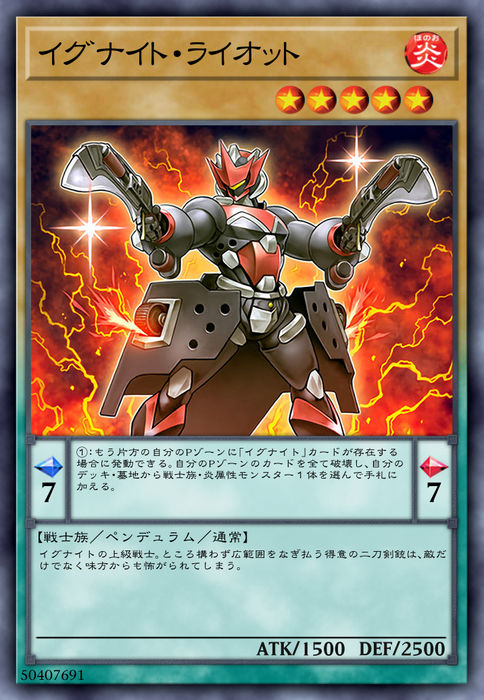 イグナイト・ライオット
ほのお
炎
①:もう片方の自分のPゾーンに「イグナイト」カードが存在する
場合に発動できる。自分のPゾーンのカードを全て破壊し、自分の
デッキ・墓地から戦士族・炎属性モンスター1体を選んで手札に
加える。
7
7
【戦士族／ペンデュラム／通常】
イグナイトの上級戦士。ところ構わず広範囲をなぎ払う得意の二刀剣銃は、敵だ
けでなく味方からも怖がられてしまう。
ATK/1500 DEF/2500
50407691